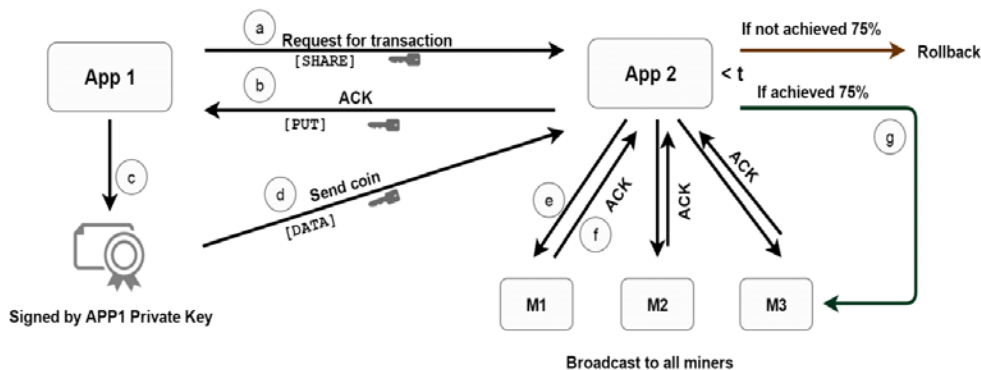 a
Request for transaction
[SHARE]
App 1
b
ACK
[PUT]
c
d
Send coin
[DATA]
Signed by APP1 Private Key
App 2
< t
If not achieved 75%
Rollback
If achieved 75%
g
e
f
ACK
ACK
ACK
M1
M2
M3
Broadcast to all miners